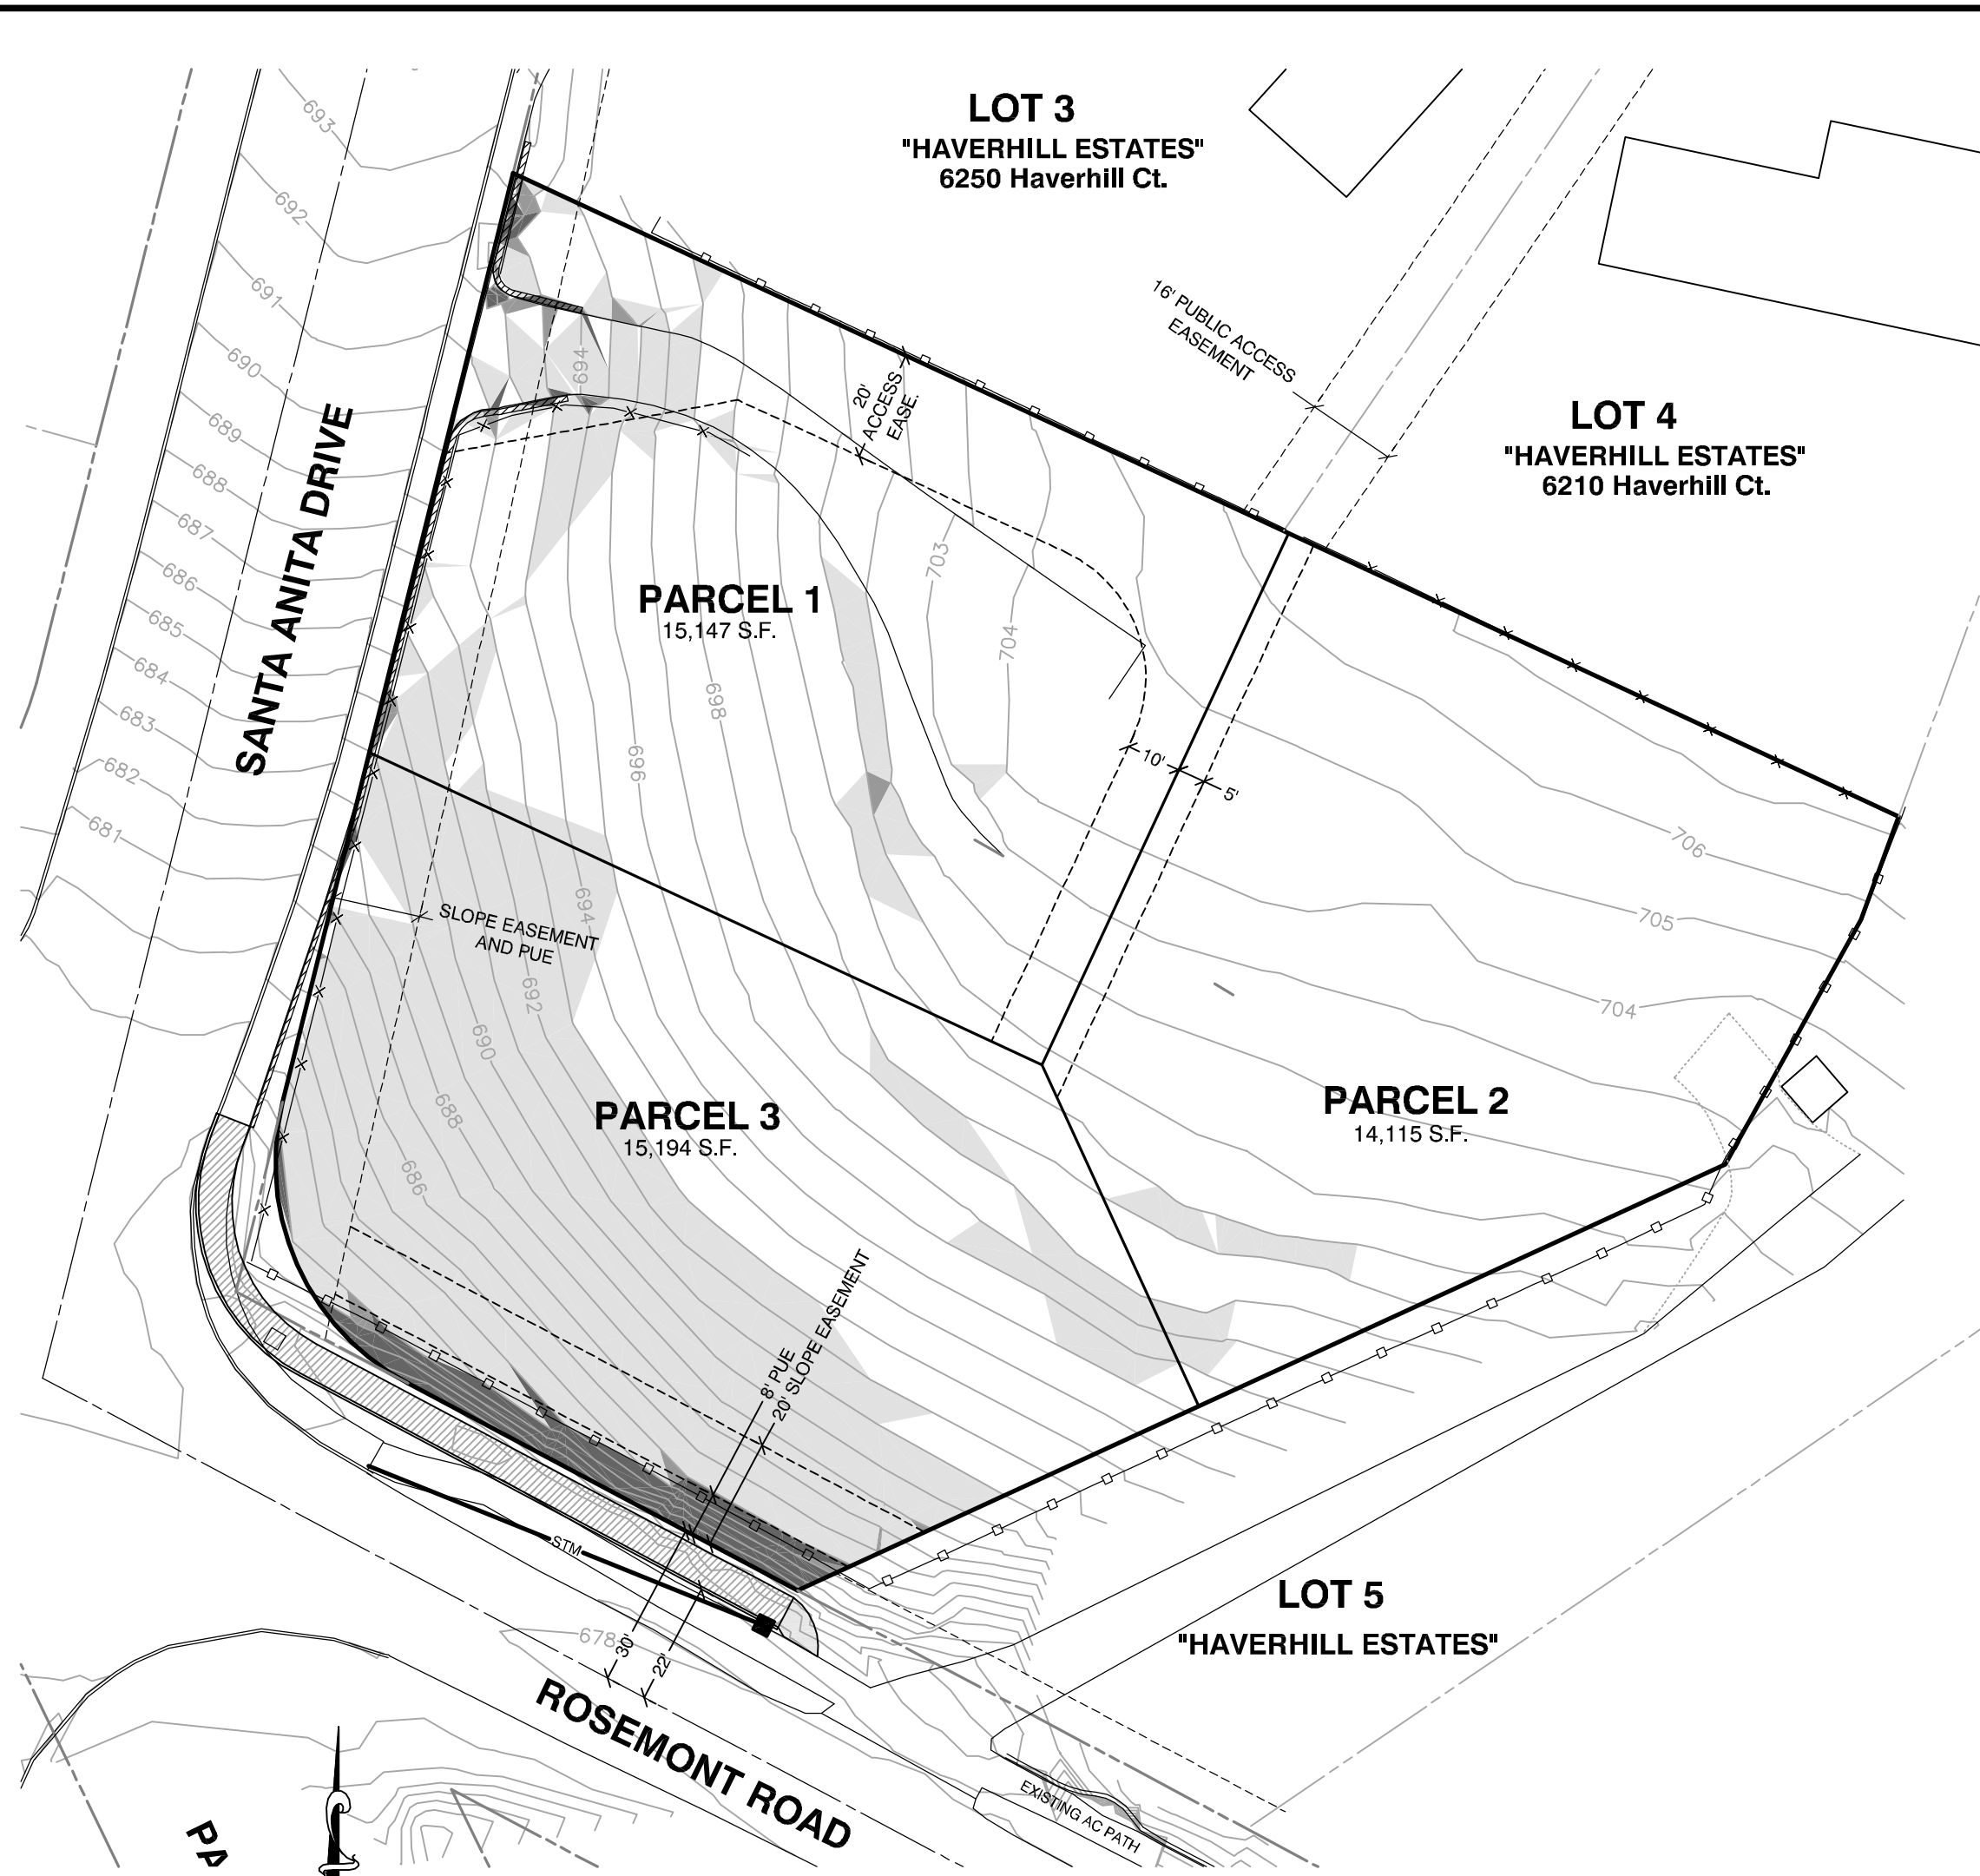 LOT 3
"HAVERHILL ESTATES"
6250 Haverhill Ct.
16' PUBLIC ACCESS
EASEMENT
LOT 4
"HAVERHILL ESTATES"
6210 Haverhill Ct.
20'
ACCESS
EASE.
SANTA ANITA DRIVE
693
692
691
690
689
688
687
686
685
684
683
682
681
694
703
704
698
696
PARCEL 1
15,147 S.F.
10'
5'
706
705
704
SLOPE EASEMENT
AND PUE
694
692
690
688
686
PARCEL 3
15,194 S.F.
PARCEL 2
14,115 S.F.
8' PUE
20' SLOPE EASEMENT
STM
678
30'
22'
LOT 5
"HAVERHILL ESTATES"
ROSEMONT ROAD
EXISTING AC PATH
PA